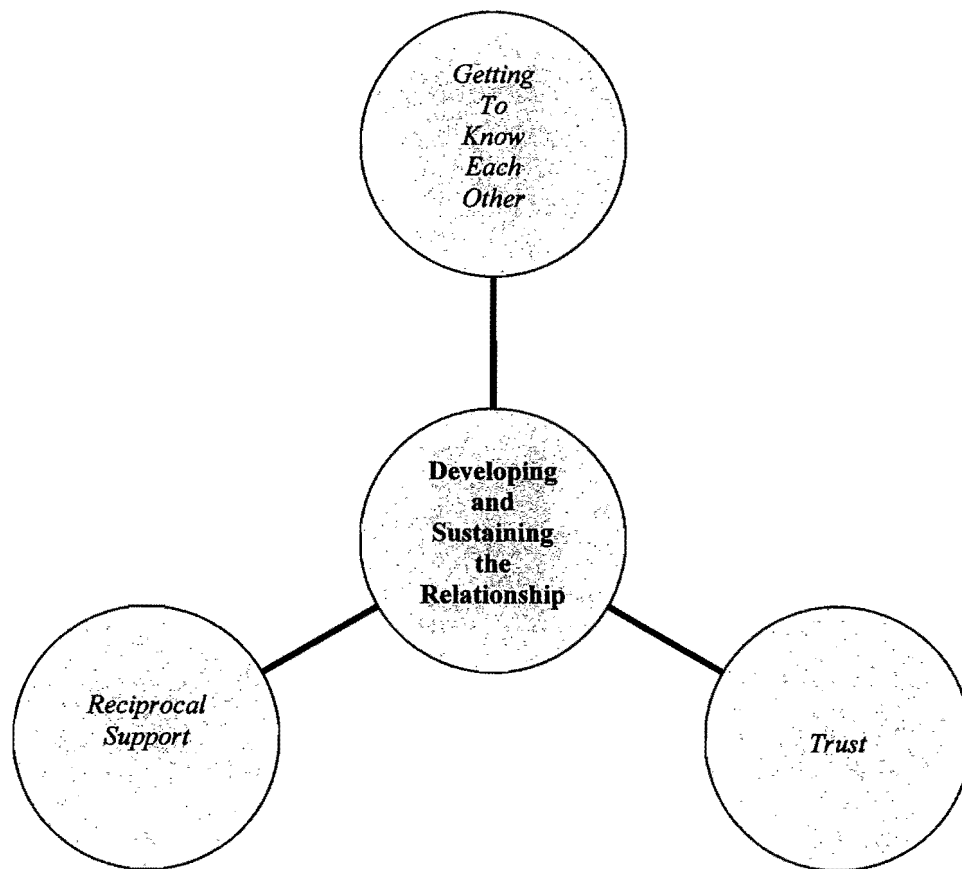 Getting
To
Know
Each
Other
Developing
and
Sustaining
the
Relationship
Reciprocal
Support
Trust